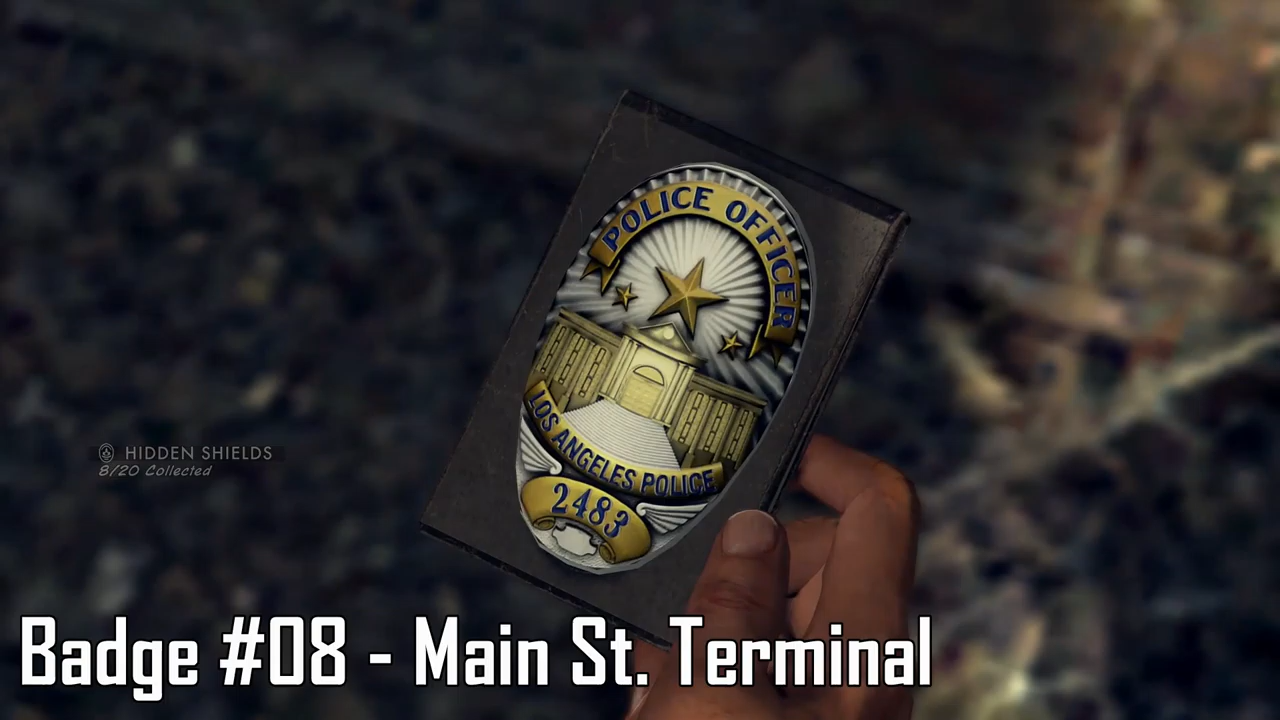 POLICE OFFICER
LOS ANGELES POLICE
2483
HIDDEN SHIELDS
8/20 Collected
Badge #08 - Main St. Terminal